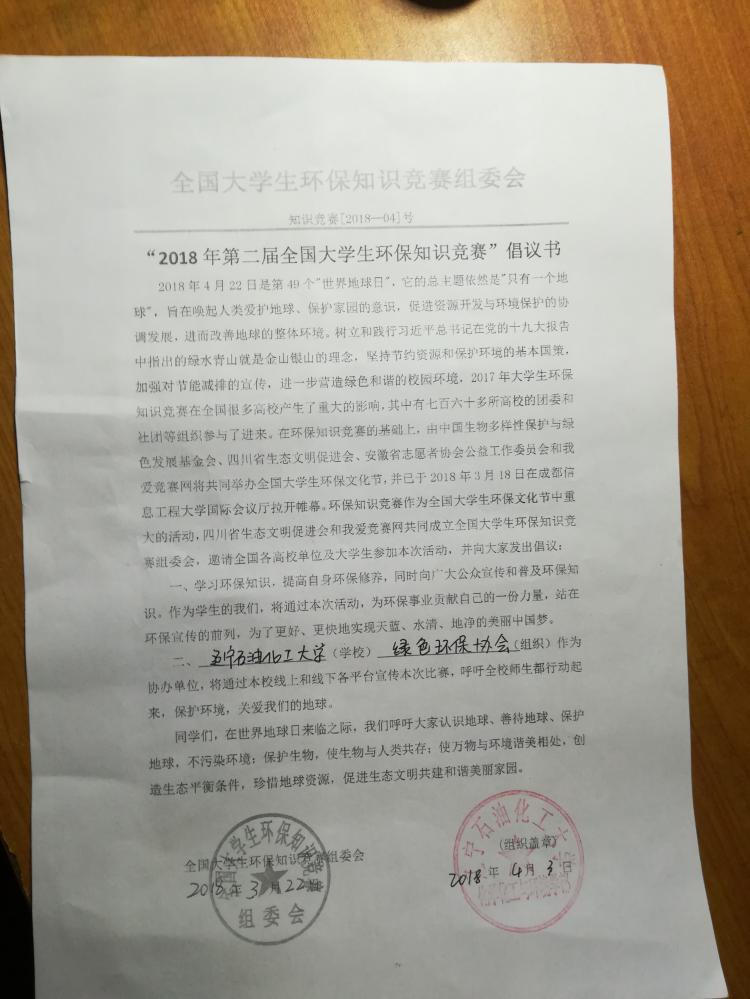 全国大学生环保知识竞赛组委会
知识竞赛[2018—04]号
“2018 年第二届全国大学生环保知识竞赛”倡议书
2018 年 4 月 22 日是第 49 个"世界地球日"，它的总主题依然是"只有一个地
球"，旨在唤起人类爱护地球、保护家园的意识，促进资源开发与环境保护的协
调发展，进而改善地球的整体环境。树立和践行习近平总书记在党的十九大报告
中指出的绿水青山就是金山银山的理念，坚持节约资源和保护环境的基本国策，
加强对节能减排的宣传，进一步营造绿色和谐的校园环境，2017 年大学生环保
知识竞赛在全国很多高校产生了重大的影响，其中有七百六十多所高校的团委和
社团等组织参与了进来。在环保知识竞赛的基础上，由中国生物多样性保护与绿
色发展基金会、四川省生态文明促进会、安徽省志愿者协会公益工作委员会和我
爱竞赛网将共同举办全国大学生环保文化节，并已于 2018 年 3 月 18 日在成都信
息工程大学国际会议厅拉开帷幕。环保知识竞赛作为全国大学生环保文化节中重
大的活动，四川省生态文明促进会和我爱竞赛网共同成立全国大学生环保知识竞
赛组委会，邀请全国各高校单位及大学生参加本次活动，并向大家发出倡议：
一、学习环保知识，提高自身环保修养，同时向广大公众宣传和普及环保知
识。作为学生的我们，将通过本次活动，为环保事业贡献自己的一份力量，站在
环保宣传的前列，为了更好、更快地实现天蓝、水清、地净的美丽中国梦。
二、辽宁石油化工大学（学校）绿色环保协会（组织）作为
协办单位，将通过本校线上和线下各平台宣传本次比赛，呼吁全校师生都行动起
来，保护环境，关爱我们的地球。
同学们，在世界地球日来临之际，我们呼吁大家认识地球、善待地球、保护
地球，不污染环境；保护生物，使生物与人类共存；使万物与环境谐美相处，创
造生态平衡条件，珍惜地球资源，促进生态文明共建和谐美丽家园。
全国大学生环保知识竞赛组委会
2018 年 3 月 22 日
全国大学生环保知识竞赛
组委会
（组织盖章）
2018 年 4 月 3 日
宁石油化工大学